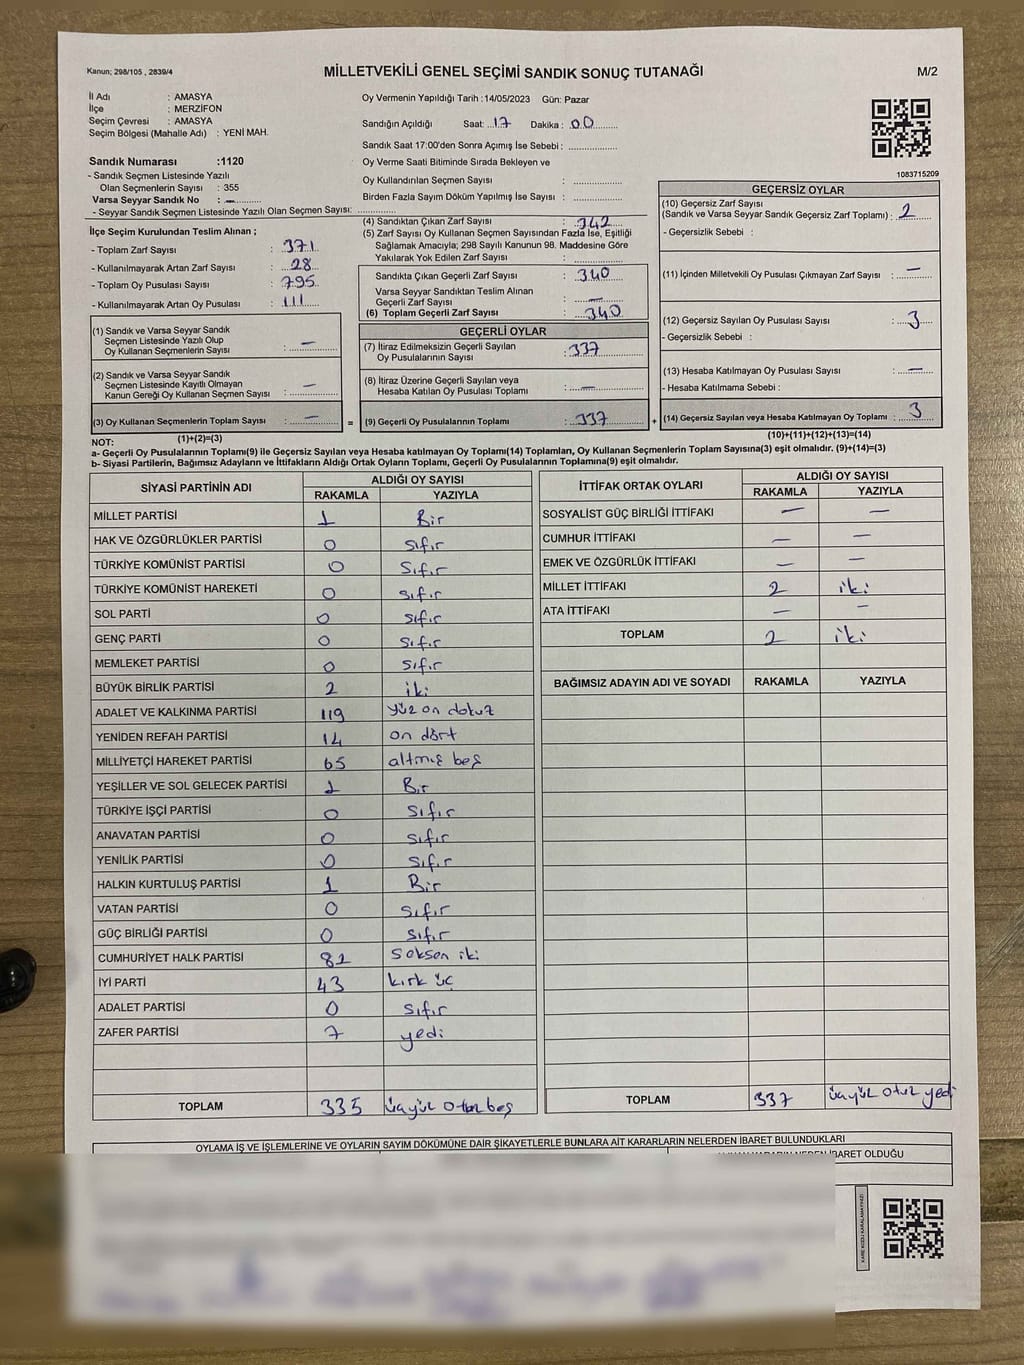 Kanun; 298/105 , 2839/4
MİLLETVEKİLİ GENEL SEÇİMİ SANDIK SONUÇ TUTANAĞI
M/2
İl Adı : AMASYA
İlçe : MERZİFON
Seçim Çevresi : AMASYA
Seçim Bölgesi (Mahalle Adı) : YENİ MAH.
Sandık Numarası :1120
- Sandık Seçmen Listesinde Yazılı
Olan Seçmenlerin Sayısı : 355
Varsa Seyyar Sandık No : —
- Seyyar Sandık Seçmen Listesinde Yazılı Olan Seçmen Sayısı:
İlçe Seçim Kurulundan Teslim Alınan ;
- Toplam Zarf Sayısı : 371
- Kullanılmayarak Artan Zarf Sayısı : 28
- Toplam Oy Pusulası Sayısı : 795
- Kullanılmayarak Artan Oy Pusulası : 111
(1) Sandık ve Varsa Seyyar Sandık
Seçmen Listesinde Yazılı Olup
Oy Kullanan Seçmenlerin Sayısı : —
(2) Sandık ve Varsa Seyyar Sandık
Seçmen Listesinde Kayıtlı Olmayan
Kanun Gereği Oy Kullanan Seçmen Sayısı : —
(3) Oy Kullanan Seçmenlerin Toplam Sayısı : —
(1)+(2)=(3)
Oy Vermenin Yapıldığı Tarih :14/05/2023 Gün: Pazar
Sandığın Açıldığı Saat: 17 Dakika : 00
Sandık Saat 17:00'den Sonra Açımış İse Sebebi :
Oy Verme Saati Bitiminde Sırada Bekleyen ve
Oy Kullandırılan Seçmen Sayısı :
Birden Fazla Sayım Döküm Yapılmış İse Sayısı :
(4) Sandıktan Çıkan Zarf Sayısı : 342
(5) Zarf Sayısı Oy Kullanan Seçmen Sayısından Fazla İse, Eşitliği
Sağlamak Amacıyla; 298 Sayılı Kanunun 98. Maddesine Göre
Yakılarak Yok Edilen Zarf Sayısı :
Sandıkta Çıkan Geçerli Zarf Sayısı : 340
Varsa Seyyar Sandıktan Teslim Alınan
Geçerli Zarf Sayısı : —
(6) Toplam Geçerli Zarf Sayısı : 340
GEÇERLİ OYLAR
(7) İtiraz Edilmeksizin Geçerli Sayılan
Oy Pusulalarının Sayısı : 337
(8) İtiraz Üzerine Geçerli Sayılan veya
Hesaba Katılan Oy Pusulası Toplamı : —
= (9) Geçerli Oy Pusulalarının Toplamı : 337 +
1083715209
GEÇERSİZ OYLAR
(10) Geçersiz Zarf Sayısı
(Sandık ve Varsa Seyyar Sandık Geçersiz Zarf Toplamı) : 2
- Geçersizlik Sebebi :
(11) İçinden Milletvekili Oy Pusulası Çıkmayan Zarf Sayısı : —
(12) Geçersiz Sayılan Oy Pusulası Sayısı : 3
- Geçersizlik Sebebi :
(13) Hesaba Katılmayan Oy Pusulası Sayısı : —
- Hesaba Katılmama Sebebi :
(14) Geçersiz Sayılan veya Hesaba Katılmayan Oy Toplamı : 3
(10)+(11)+(12)+(13)=(14)
NOT:
a- Geçerli Oy Pusulalarının Toplamı(9) ile Geçersiz Sayılan veya Hesaba katılmayan Oy Toplamı(14) Toplamları, Oy Kullanan Seçmenlerin Toplam Sayısına(3) eşit olmalıdır. (9)+(14)=(3)
b- Siyasi Partilerin, Bağımsız Adayların ve İttifakların Aldığı Ortak Oyların Toplamı, Geçerli Oy Pusulalarının Toplamına(9) eşit olmalıdır.
SİYASİ PARTİNİN ADI ALDIĞI OY SAYISI
RAKAMLA YAZIYLA
MİLLET PARTİSİ 1 Bir
HAK VE ÖZGÜRLÜKLER PARTİSİ 0 sıfır
TÜRKİYE KOMÜNİST PARTİSİ 0 sıfır
TÜRKİYE KOMÜNİST HAREKETİ 0 sıfır
SOL PARTİ 0 sıfır
GENÇ PARTİ 0 sıfır
MEMLEKET PARTİSİ 0 sıfır
BÜYÜK BİRLİK PARTİSİ 2 iki
ADALET VE KALKINMA PARTİSİ 119 yüz on dokuz
YENİDEN REFAH PARTİSİ 14 on dört
MİLLİYETÇİ HAREKET PARTİSİ 65 altmış beş
YEŞİLLER VE SOL GELECEK PARTİSİ 1 Bir
TÜRKİYE İŞÇİ PARTİSİ 0 sıfır
ANAVATAN PARTİSİ 0 sıfır
YENİLİK PARTİSİ 0 sıfır
HALKIN KURTULUŞ PARTİSİ 1 Bir
VATAN PARTİSİ 0 sıfır
GÜÇ BİRLİĞİ PARTİSİ 0 sıfır
CUMHURİYET HALK PARTİSİ 82 seksen iki
İYİ PARTİ 43 kırk üç
ADALET PARTİSİ 0 sıfır
ZAFER PARTİSİ 7 yedi
TOPLAM 335 üçyüz otuz beş
İTTİFAK ORTAK OYLARI ALDIĞI OY SAYISI
RAKAMLA YAZIYLA
SOSYALİST GÜÇ BİRLİĞİ İTTİFAKI — —
CUMHUR İTTİFAKI — —
EMEK VE ÖZGÜRLÜK İTTİFAKI — —
MİLLET İTTİFAKI 2 iki
ATA İTTİFAKI — —
TOPLAM 2 iki
BAĞIMSIZ ADAYIN ADI VE SOYADI RAKAMLA YAZIYLA
TOPLAM 337 üçyüz otuz yedi
OYLAMA İŞ VE İŞLEMLERİNE VE OYLARIN SAYIM DÖKÜMÜNE DAİR ŞİKAYETLERLE BUNLARA AİT KARARLARIN NELERDEN İBARET BULUNDUKLARI
İBARET OLDUĞU